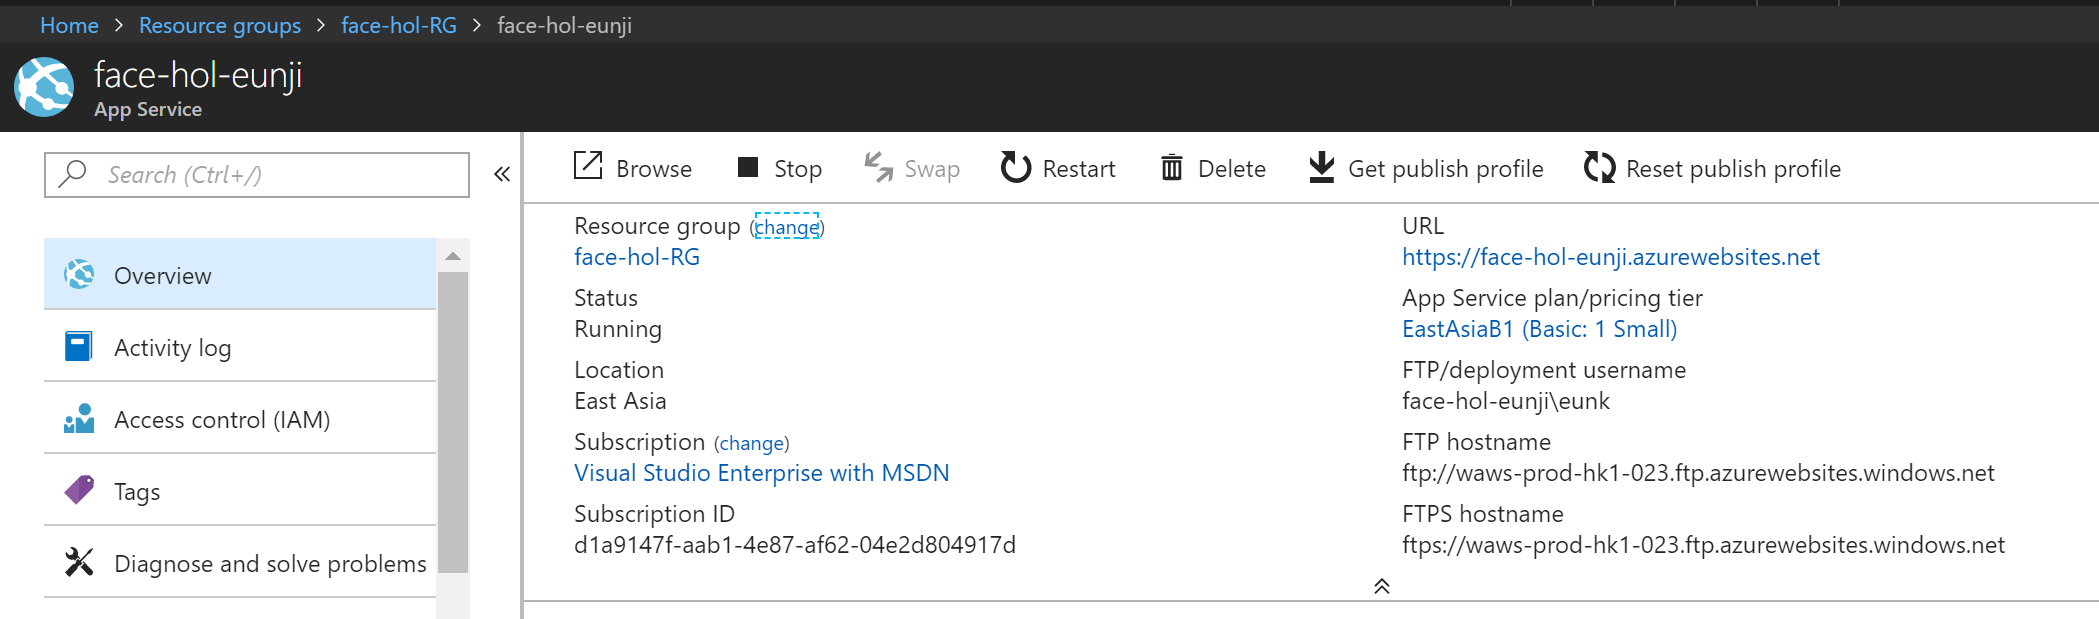 Home > Resource groups > face-hol-RG > face-hol-eunji
face-hol-eunji
App Service
Search (Ctrl+/)
Overview
Activity log
Access control (IAM)
Tags
Diagnose and solve problems
Browse Stop Swap Restart Delete Get publish profile Reset publish profile
Resource group (change)
face-hol-RG
Status
Running
Location
East Asia
Subscription (change)
Visual Studio Enterprise with MSDN
Subscription ID
d1a9147f-aab1-4e87-af62-04e2d804917d
URL
https://face-hol-eunji.azurewebsites.net
App Service plan/pricing tier
EastAsiaB1 (Basic: 1 Small)
FTP/deployment username
face-hol-eunji\eunk
FTP hostname
ftp://waws-prod-hk1-023.ftp.azurewebsites.windows.net
FTPS hostname
ftps://waws-prod-hk1-023.ftp.azurewebsites.windows.net